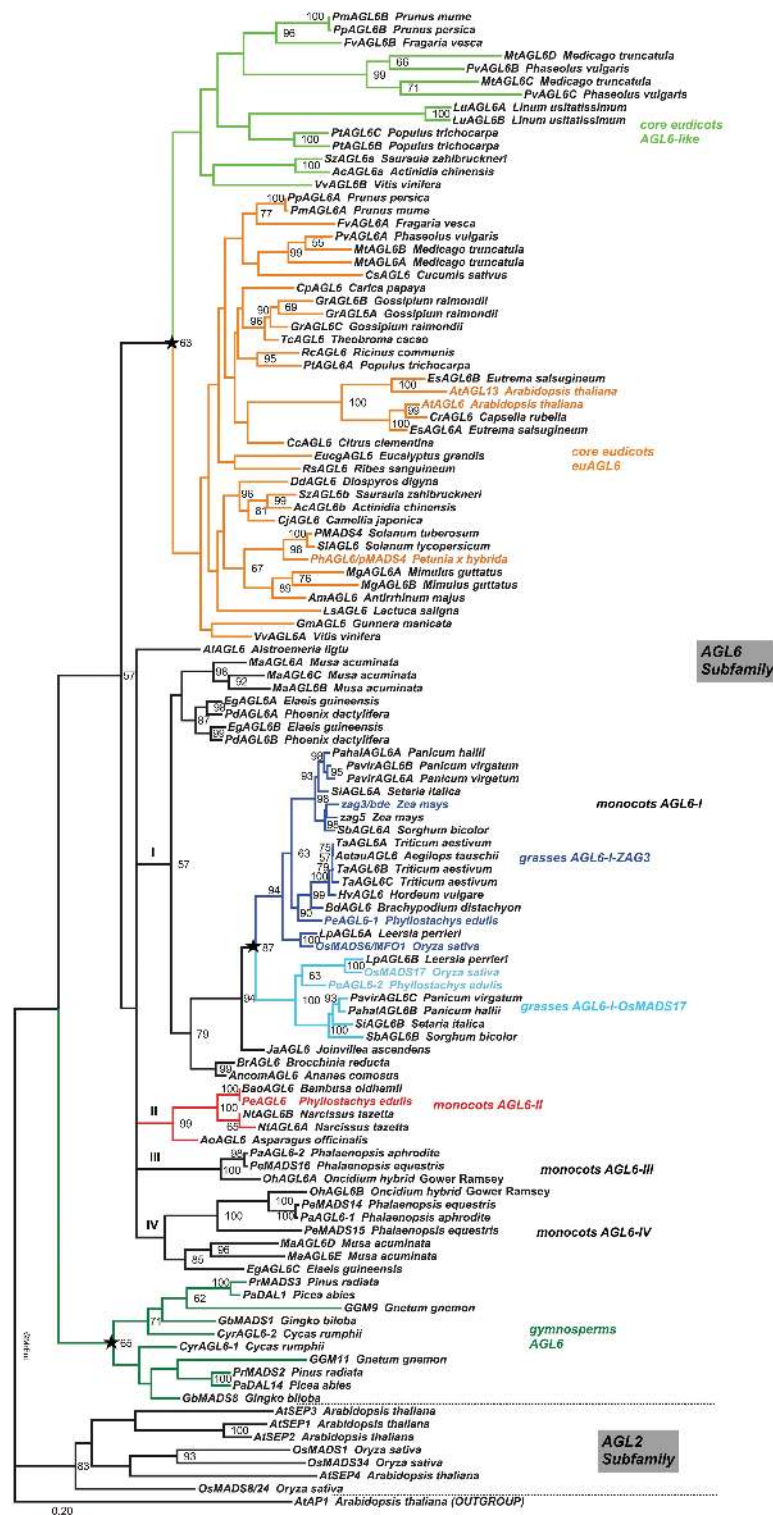 100 PmAGL6B Prunus mume
PpAGL6B Prunus persica
96
FvAGL6B Fragaria vesca
MtAGL6D Medicago truncatula
66
PvAGL6B Phaseolus vulgaris
99
MtAGL6C Medicago truncatula
71
PvAGL6C Phaseolus vulgaris
LuAGL6A Linum usitatissimum
100
LuAGL6B Linum usitatissimum
core eudicots
AGL6-like
PtAGL6C Populus trichocarpa
100
PtAGL6B Populus trichocarpa
SzAGL6a Saurauia zahlbruckneri
100
AcAGL6a Actinidia chinensis
VvAGL6B Vitis vinifera
100 PpAGL6A Prunus persica
77 PmAGL6A Prunus mume
FvAGL6A Fragaria vesca
PvAGL6A Phaseolus vulgaris
55
99 MtAGL6B Medicago truncatula
MtAGL6A Medicago truncatula
CsAGL6 Cucumis sativus
CpAGL6 Carica papaya
GrAGL6B Gossipium raimondii
90 69
GrAGL6A Gossipium raimondii
96 GrAGL6C Gossipium raimondii
TcAGL6 Theobroma cacao
63
RcAGL6 Ricinus communis
95
PtAGL6A Populus trichocarpa
EsAGL6B Eutrema salsugineum
100
AtAGL13 Arabidopsis thaliana
100
AtAGL6 Arabidopsis thaliana
99
CrAGL6 Capsella rubella
100
EsAGL6A Eutrema salsugineum
CcAGL6 Citrus clementina
core eudicots
euAGL6
EucgAGL6 Eucalyptus grandis
RsAGL6 Ribes sanguineum
DdAGL6 Diospyros digyna
96 SzAGL6b Saurauia zahlbruckneri
99
81 AcAGL6b Actinidia chinensis
CjAGL6 Camellia japonica
PMADS4 Solanum tuberosum
100
SlAGL6 Solanum lycopersicum
98
PhAGL6/pMADS4 Petunia x hybrida
67
MgAGL6A Mimulus guttatus
76
89 MgAGL6B Mimulus guttatus
AmAGL6 Antirrhinum majus
LsAGL6 Lactuca saligna
GmAGL6 Gunnera manicata
VvAGL6A Vitis vinifera
57
AlAGL6 Alstroemeria ligtu
AGL6
Subfamily
MaAGL6A Musa acuminata
98 MaAGL6C Musa acuminata
92
MaAGL6B Musa acuminata
EgAGL6A Elaeis guineensis
98
87 PdAGL6A Phoenix dactylifera
EgAGL6B Elaeis guineensis
99
PdAGL6B Phoenix dactylifera
PahalAGL6A Panicum hallii
98
PavirAGL6B Panicum virgatum
93 95
PavirAGL6A Panicum virgatum
SiAGL6A Setaria italica
98
zag3/bde Zea mays
monocots AGL6-I
zag5 Zea mays
98
SbAGL6A Sorghum bicolor
I
TaAGL6A Triticum aestivum
75
63 57 AetauAGL6 Aegilops tauschii
grasses AGL6-I-ZAG3
57
79 TaAGL6B Triticum aestivum
100 TaAGL6C Triticum aestivum
94
99 HvAGL6 Hordeum vulgare
90 BdAGL6 Brachypodium distachyon
PeAGL6-1 Phyllostachys edulis
LpAGL6A Leersia perrieri
100
OsMADS6/MFO1 Oryza sativa
87
LpAGL6B Leersia perrieri
100
OsMADS17 Oryza sativa
63
PeAGL6-2 Phyllostachys edulis
94
100 93 PavirAGL6C Panicum virgatum
grasses AGL6-I-OsMADS17
PahalAGL6B Panicum hallii
100 SiAGL6B Setaria italica
79
SbAGL6B Sorghum bicolor
JaAGL6 Joinvillea ascendens
BrAGL6 Brocchinia reducta
99
AncomAGL6 Ananas comosus
100 BaoAGL6 Bambusa oldhamii
PeAGL6 Phyllostachys edulis
monocots AGL6-II
II
100
NtAGL6B Narcissus tazetta
99
65 NtAGL6A Narcissus tazetta
AoAGL6 Asparagus officinalis
98 PaAGL6-2 Phalaenopsis aphrodite
III
PeMADS16 Phalaenopsis equestris
monocots AGL6-III
100
OhAGL6A Oncidium hybrid Gower Ramsey
OhAGL6B Oncidium hybrid Gower Ramsey
100
PeMADS14 Phalaenopsis equestris
IV
100
100 PaAGL6-1 Phalaenopsis aphrodite
PeMADS15 Phalaenopsis equestris
monocots AGL6-IV
MaAGL6D Musa acuminata
96
85 MaAGL6E Musa acuminata
EgAGL6C Elaeis guineensis
100 PrMADS3 Pinus radiata
PaDAL1 Picea abies
62
GGM9 Gnetum gnemon
71 GbMADS1 Gingko biloba
CyrAGL6-2 Cycas rumphii
gymnosperms
AGL6
65
CyrAGL6-1 Cycas rumphii
GGM11 Gnetum gnemon
PrMADS2 Pinus radiata
100
PaDAL14 Picea abies
GbMADS8 Gingko biloba
AtSEP3 Arabidopsis thaliana
AtSEP1 Arabidopsis thaliana
100
AtSEP2 Arabidopsis thaliana
AGL2
Subfamily
OsMADS1 Oryza sativa
93
83 OsMADS34 Oryza sativa
AtSEP4 Arabidopsis thaliana
OsMADS8/24 Oryza sativa
AtAP1 Arabidopsis thaliana (OUTGROUP)
0.20